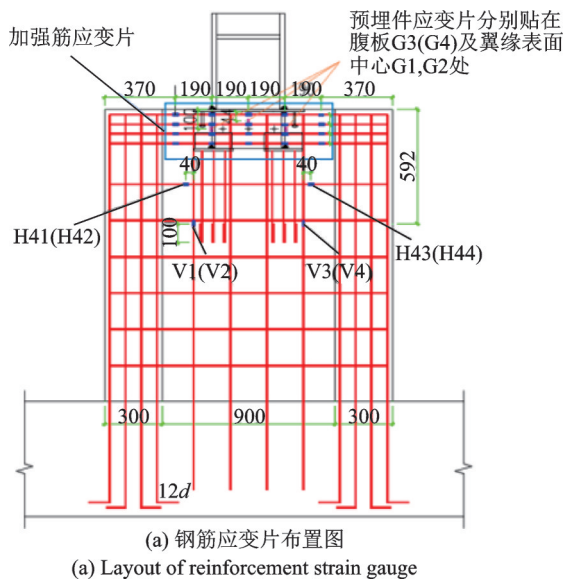 预埋件应变片分别贴在
腹板G3(G4)及翼缘表面
中心G1,G2处
加强筋应变片
370 190 190 190 190 370
40 40
592
100
H41(H42)
H43(H44)
V1(V2)
V3(V4)
300 900 300
12d
(a) 钢筋应变片布置图
(a) Layout of reinforcement strain gauge